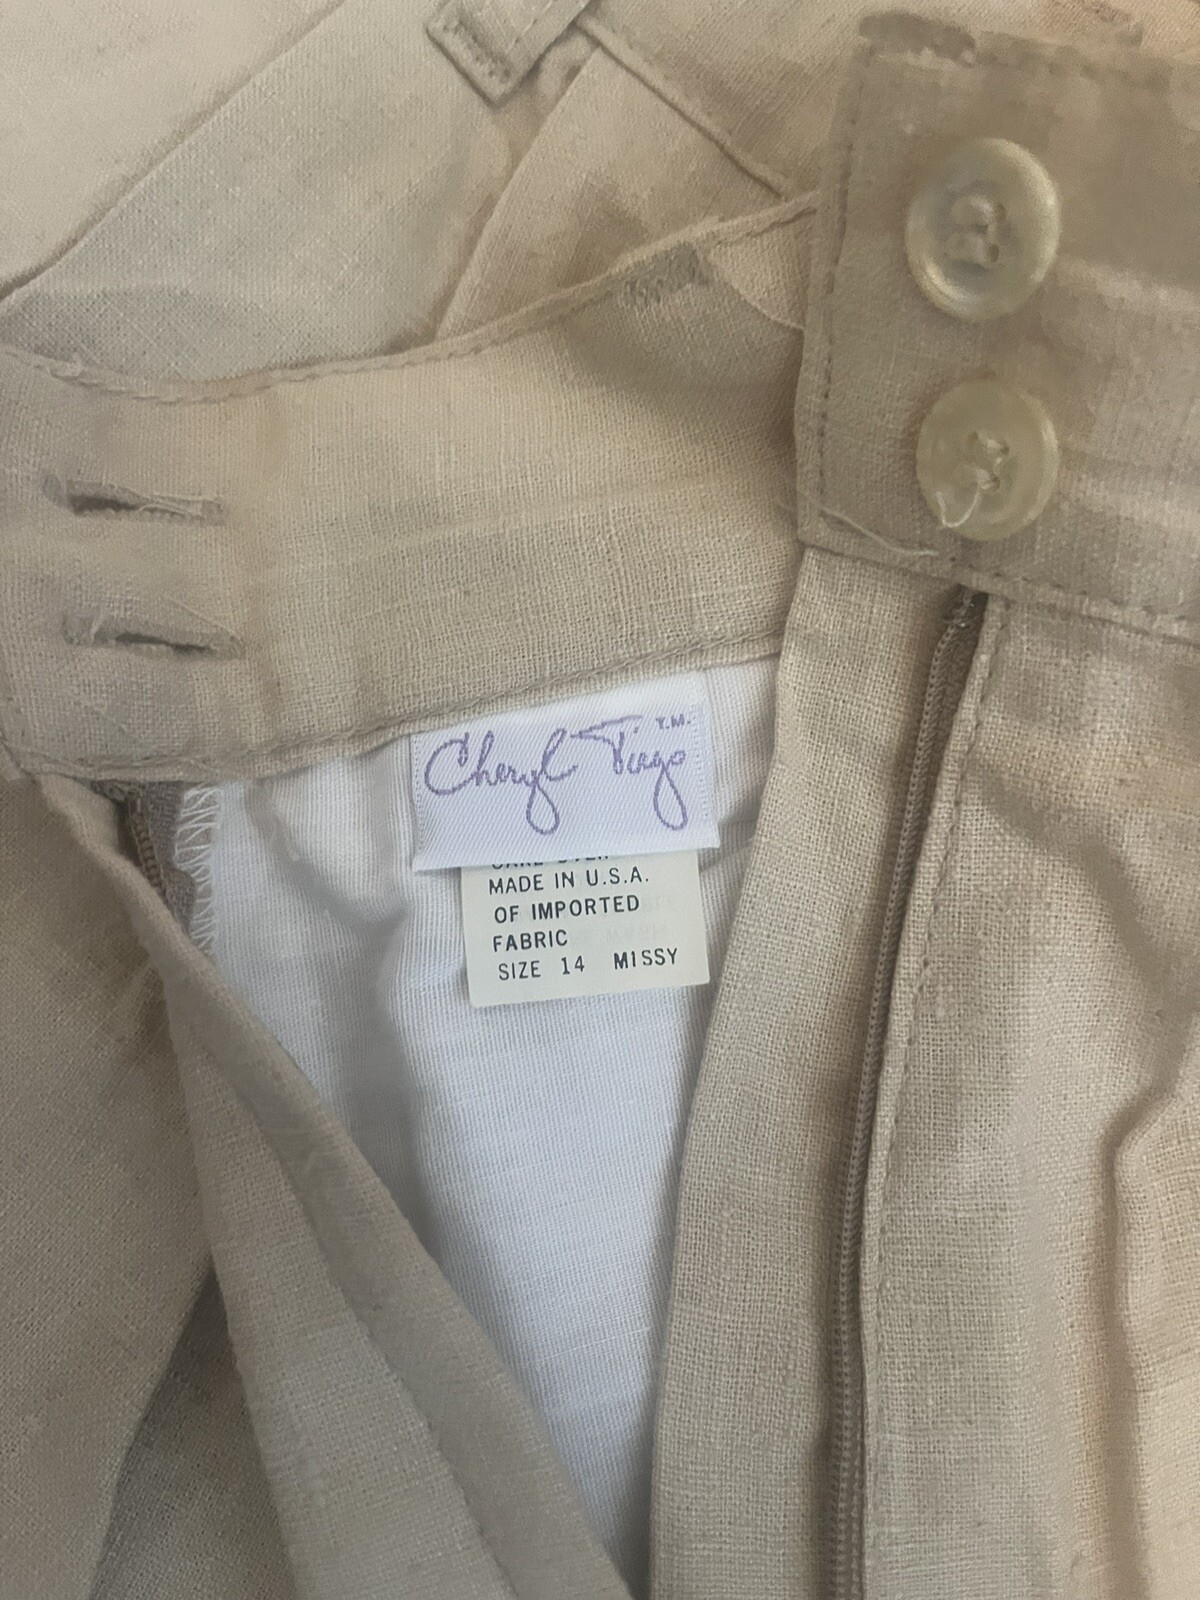 Cheryl Tiegs T.M.
MADE IN U.S.A.
OF IMPORTED
FABRIC
SIZE 14 MISSY